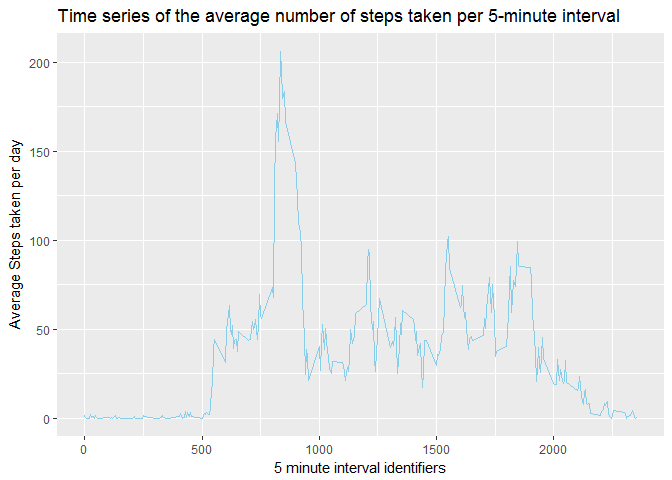 Time series of the average number of steps taken per 5-minute interval
Average Steps taken per day
200
150
100
50
0
0 500 1000 1500 2000
5 minute interval identifiers